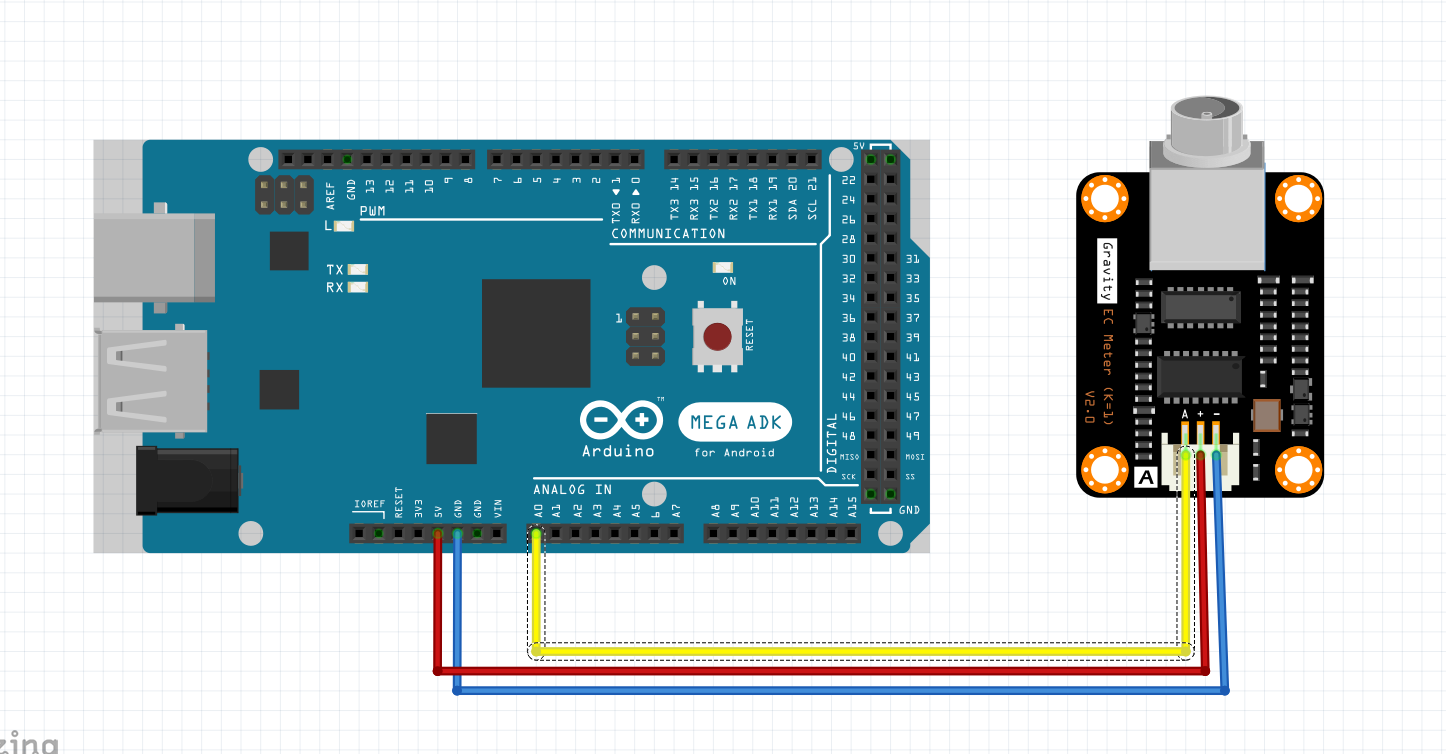 5V
AREF
GND
13
12
11
10
9
8
7
6
5
4
3
2
TX0 ◄ 1
RX0 ► 0
TX3 14
RX3 15
TX2 16
RX2 17
TX1 18
RX1 19
SDA 20
SCL 21
PWM
L
COMMUNICATION
TX
RX
ON
1
RESET
22
24
26
28
30 31
32 33
34 35
36 37
38 39
40 41
42 43
44 45
46 47
48 49
MISO MOSI
SCK SS
GND
DIGITAL
TM
MEGA ADK
Arduino
for Android
ANALOG IN
IOREF
RESET
3V3
5V
GND
GND
VIN
A0
A1
A2
A3
A4
A5
6
A7
A8
A9
A10
A11
A12
A13
A14
A15
Gravity
EC Meter (K=1)
V2.0
A + −
A